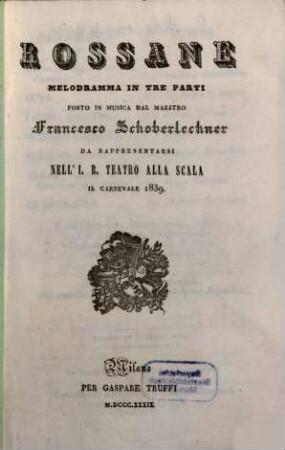 ROSSANE
MELODRAMMA IN TRE PARTI
POSTO IN MUSICA DAL MAESTRO
Francesco Schoberlechner
DA RAPPRESENTARSI
NELL' I. R. TEATRO ALLA SCALA
IL CARNEVALE 1839.
Milano
PER GASPARE TRUFFI
M.DCCC.XXXIX